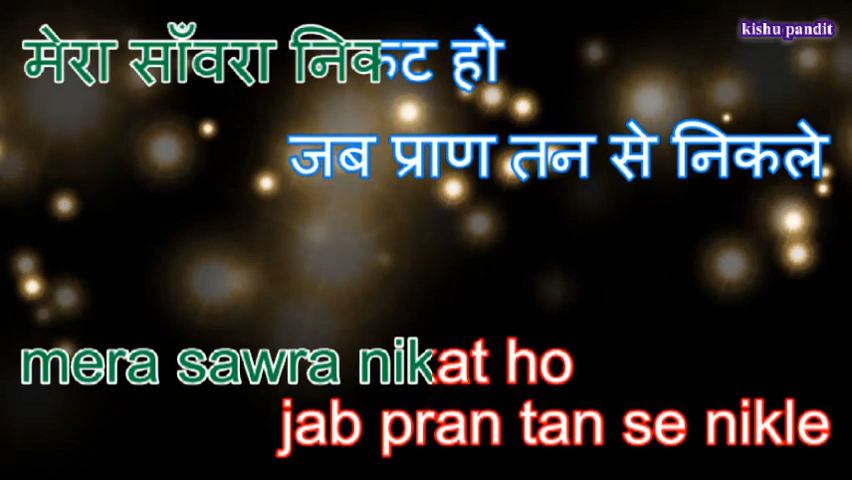 kishu pandit
मेरा साँवरा निकट हो
जब प्राण तन से निकले
mera sawra nikat ho
jab pran tan se nikle